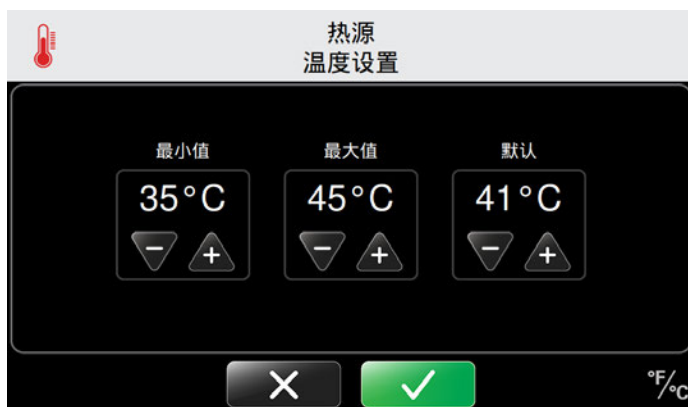 热源
温度设置
最小值 最大值 默认
35°C 45°C 41°C
− + − + − +
°F/°C